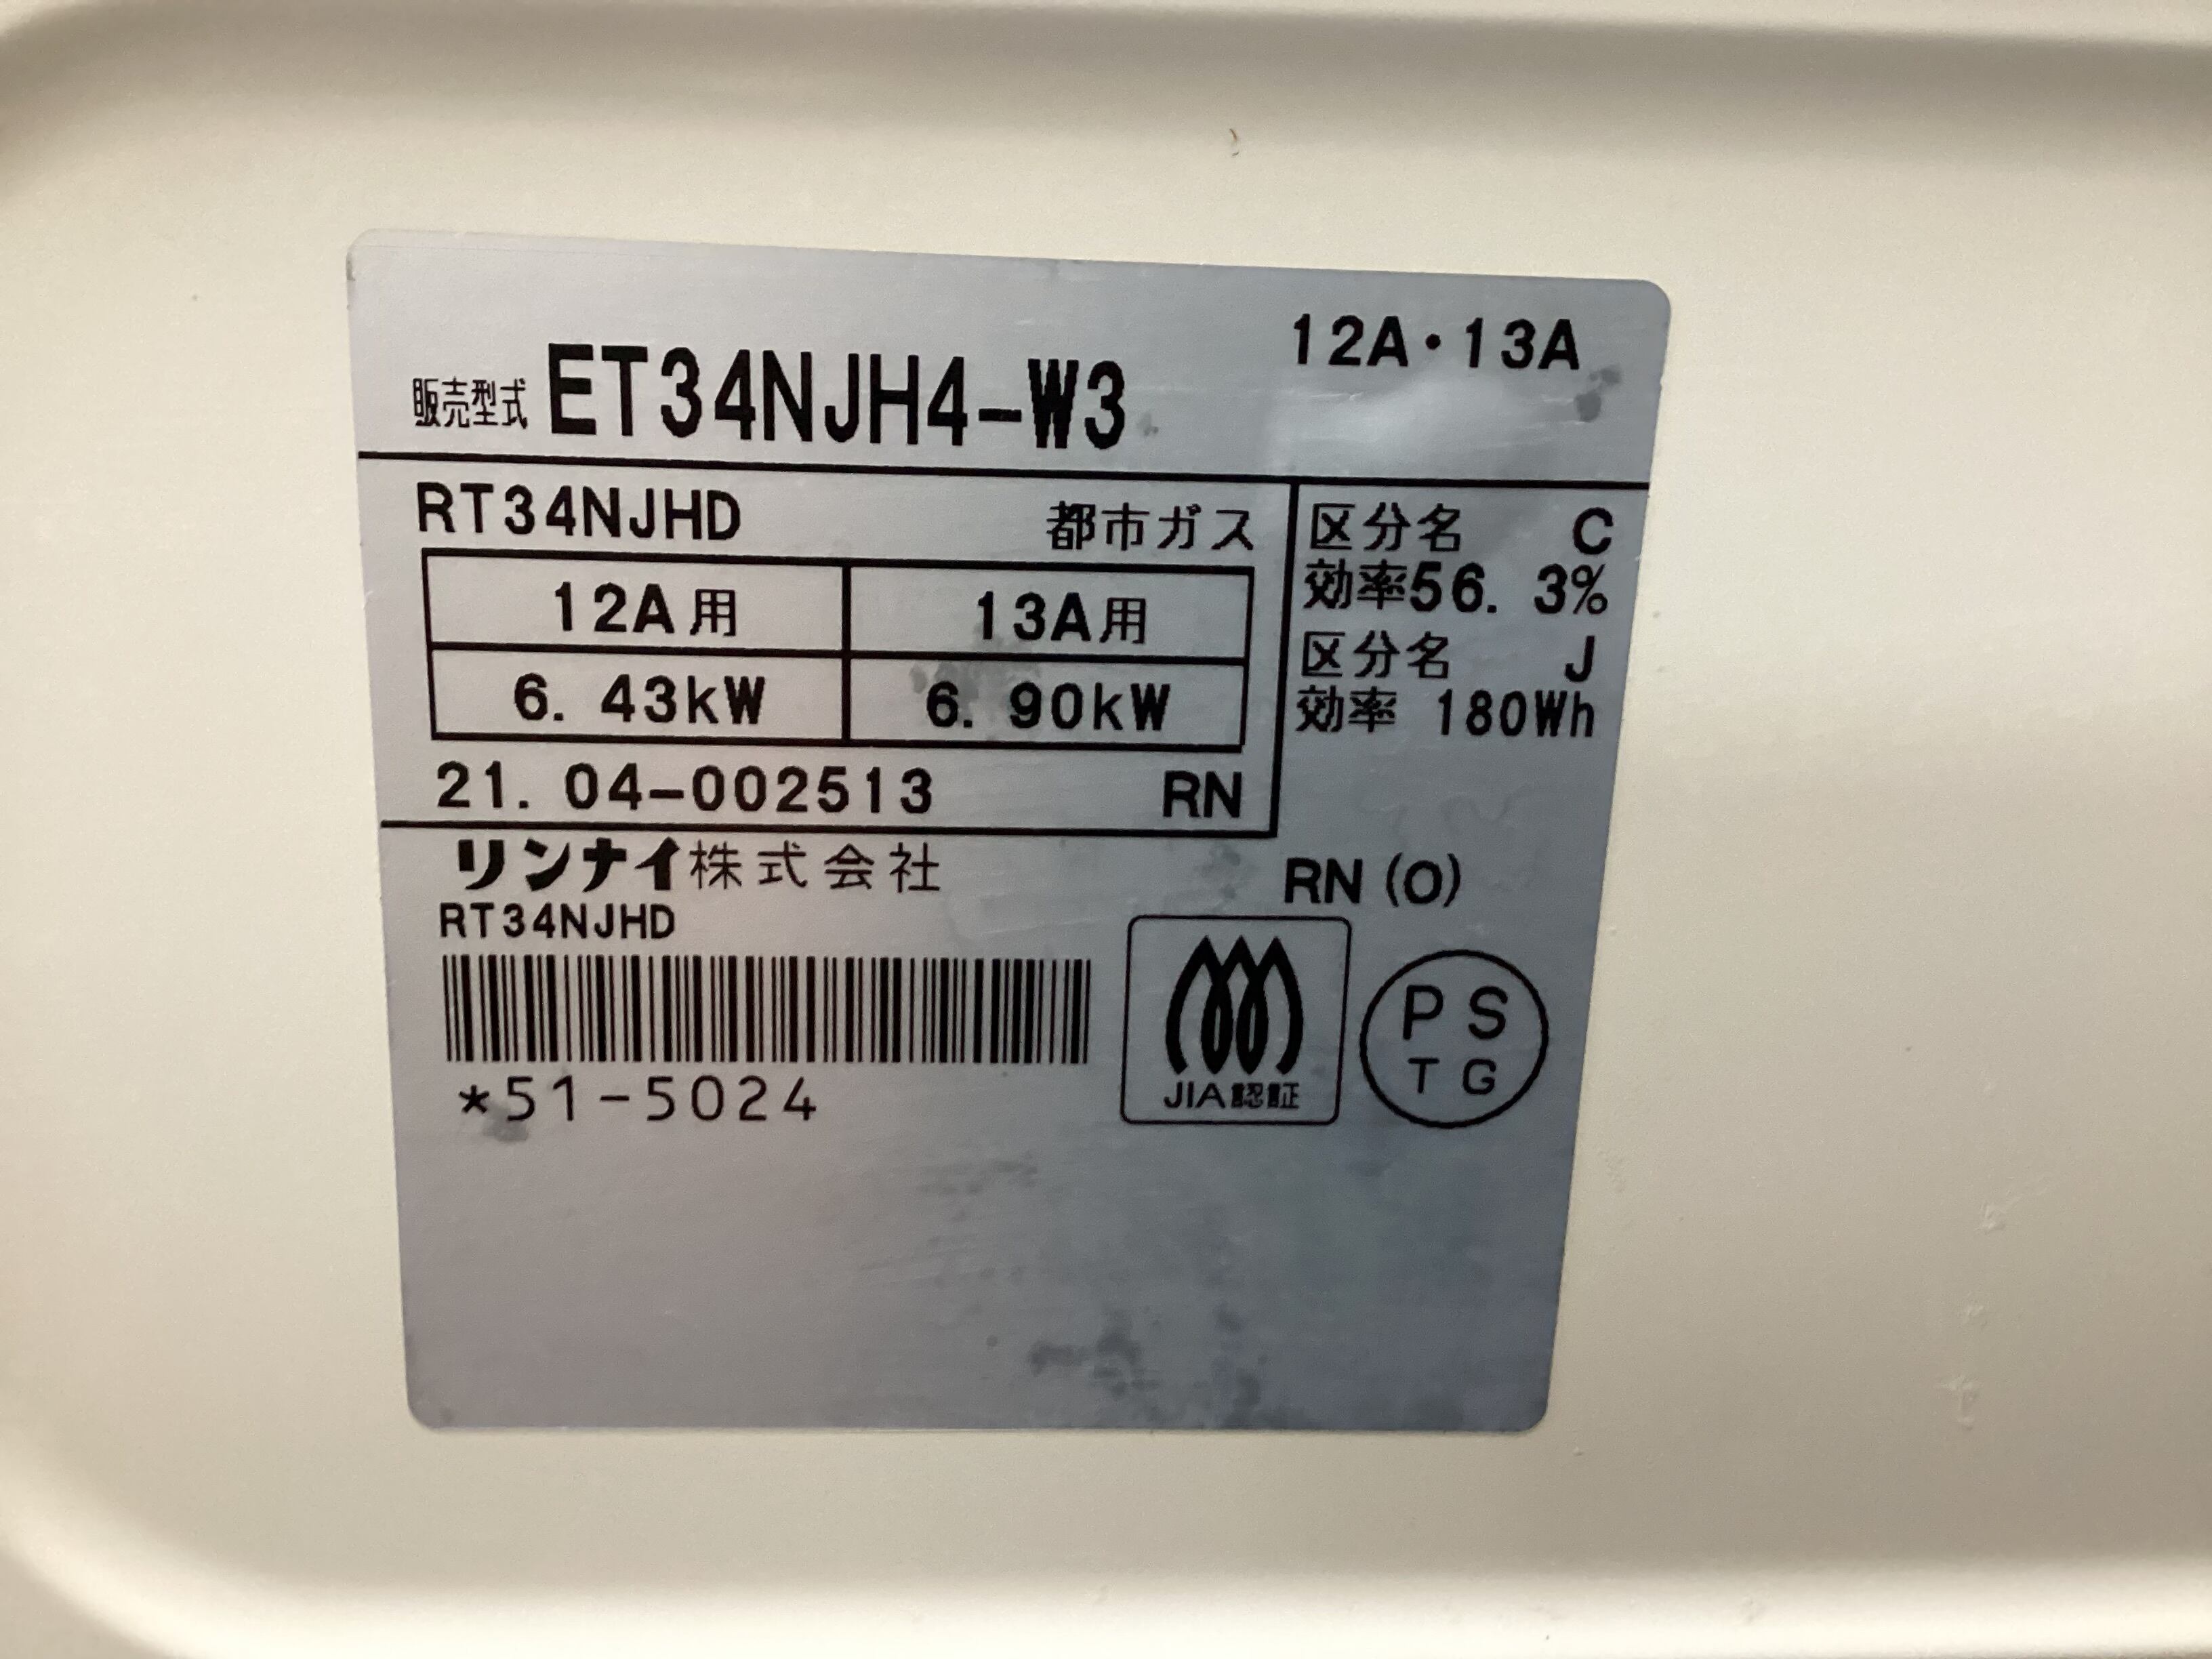 12A・13A
販売型式 ET34NJH4-W3
RT34NJHD 都市ガス
12A用 13A用
6.43kW 6.90kW
21.04-002513 RN
区分名 C
効率56.3%
区分名 J
効率 180Wh
リンナイ株式会社
RN(O)
RT34NJHD
*51-5024
JIA認証
PS
TG